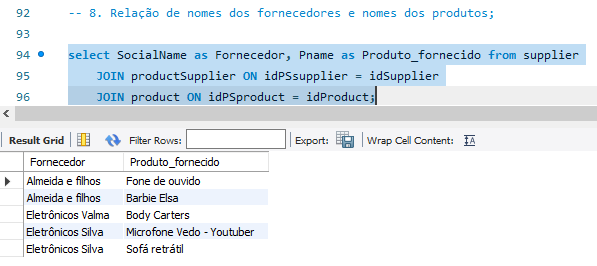 92 -- 8. Relação de nomes dos fornecedores e nomes dos produtos;
93
94 select SocialName as Fornecedor, Pname as Produto_fornecido from supplier
95 JOIN productSupplier ON idPSsupplier = idSupplier
96 JOIN product ON idPSproduct = idProduct;
Result Grid Filter Rows: Export: Wrap Cell Content:
Fornecedor Produto_fornecido
Almeida e filhos Fone de ouvido
Almeida e filhos Barbie Elsa
Eletrônicos Valma Body Carters
Eletrônicos Silva Microfone Vedo - Youtuber
Eletrônicos Silva Sofá retrátil